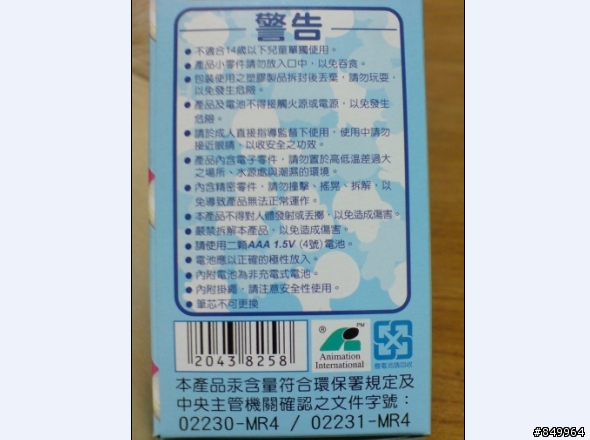 警告
●不適合14歲以下兒童單獨使用。
●產品小零件請勿放入口中，以免吞食。
●包裝使用之塑膠製品拆封後丟棄，請勿玩耍，
以免發生危險。
●產品及電池不得接觸火源或電源，以免發生
危險。
●請於成人直接指導監督下使用，使用中請勿
接近眼睛，以收安全之功效。
●產品內含電子零件，請勿置於高低溫差過大
之場所、水源處與潮濕的環境。
●內含精密零件，請勿撞擊、搖晃、拆解，以
免導致產品無法正常運作。
●本產品不得對人體發射或丟擲，以免造成傷害。
●嚴禁拆解本產品，以免造成傷害。
●請使用二顆AAA 1.5V (4號) 電池。
●電池應以正確的極性放入。
●內附電池為非充電式電池。
●內附掛繩，請注意安全性使用。
●筆芯不可更換
20438258
® ™
Animation
International
廢電池請回收
本產品汞含量符合環保署規定及
中央主管機關確認之文件字號：
02230-MR4 / 02231-MR4
#849964